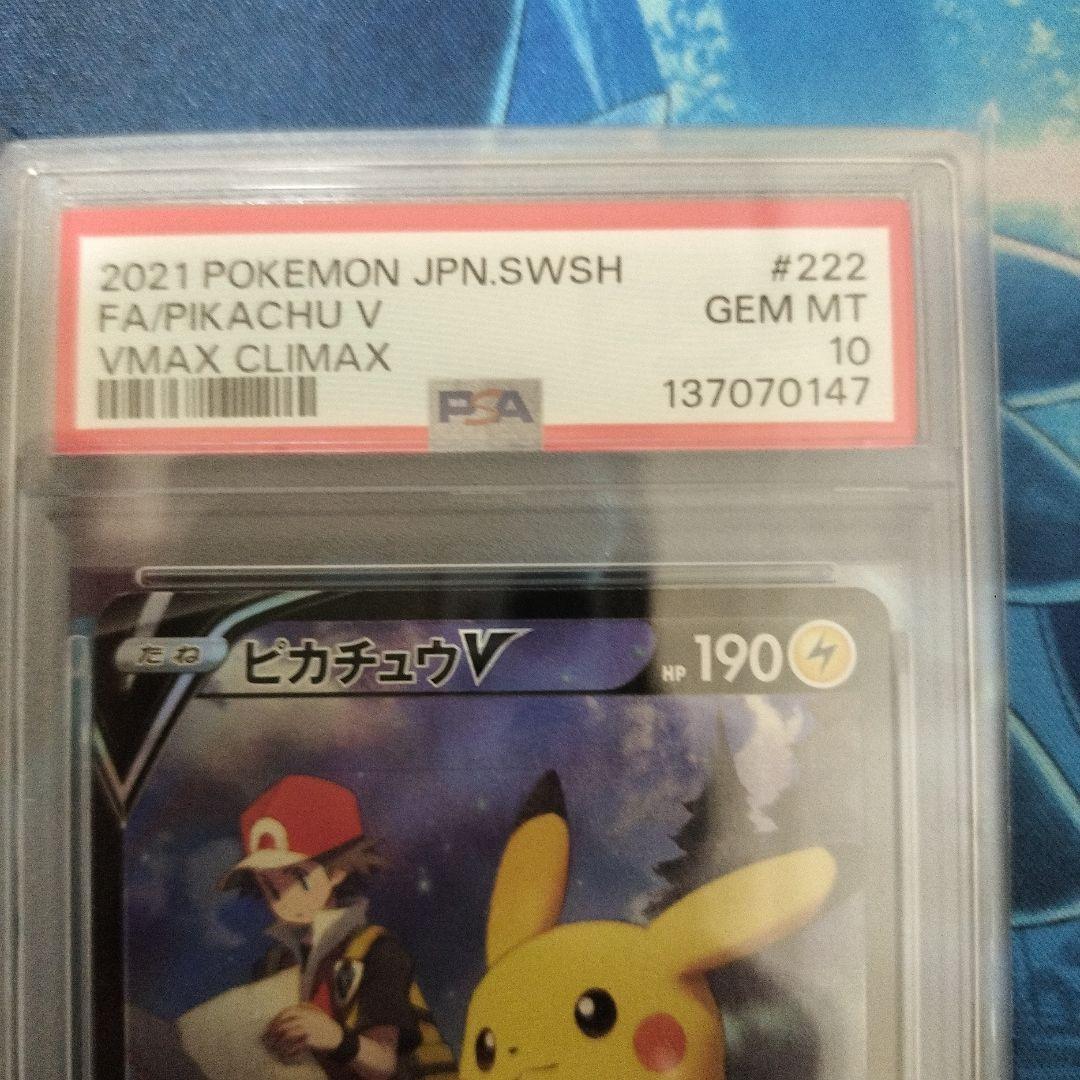 2021 POKEMON JPN.SWSH #222
FA/PIKACHU V GEM MT
VMAX CLIMAX 10
PSA 137070147
たね ピカチュウV HP 190